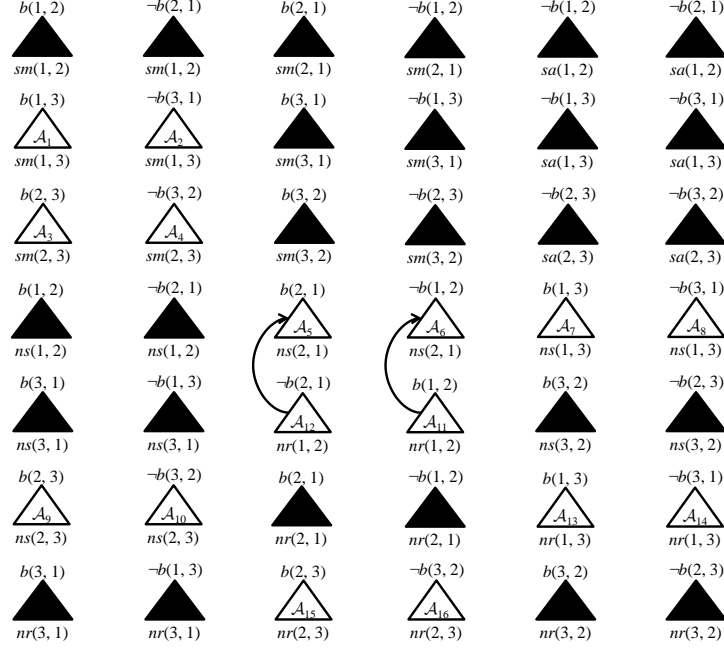 b(1, 2) ¬b(2, 1) b(2, 1) ¬b(1, 2) ¬b(1, 2) ¬b(2, 1)
sm(1, 2) sm(1, 2) sm(2, 1) sm(2, 1) sa(1, 2) sa(1, 2)
b(1, 3) ¬b(3, 1) b(3, 1) ¬b(1, 3) ¬b(1, 3) ¬b(3, 1)
A1 A2
sm(1, 3) sm(1, 3) sm(3, 1) sm(3, 1) sa(1, 3) sa(1, 3)
b(2, 3) ¬b(3, 2) b(3, 2) ¬b(2, 3) ¬b(2, 3) ¬b(3, 2)
A3 A4
sm(2, 3) sm(2, 3) sm(3, 2) sm(3, 2) sa(2, 3) sa(2, 3)
b(1, 2) ¬b(2, 1) b(2, 1) ¬b(1, 2) b(1, 3) ¬b(3, 1)
A5 A6 A7 A8
ns(1, 2) ns(1, 2) ns(2, 1) ns(2, 1) ns(1, 3) ns(1, 3)
b(3, 1) ¬b(1, 3) ¬b(2, 1) b(1, 2) b(3, 2) ¬b(2, 3)
A12 A11
ns(3, 1) ns(3, 1) nr(1, 2) nr(1, 2) ns(3, 2) ns(3, 2)
b(2, 3) ¬b(3, 2) b(2, 1) ¬b(1, 2) b(1, 3) ¬b(3, 1)
A9 A10 A13 A14
ns(2, 3) ns(2, 3) nr(2, 1) nr(2, 1) nr(1, 3) nr(1, 3)
b(3, 1) ¬b(1, 3) b(2, 3) ¬b(3, 2) b(3, 2) ¬b(2, 3)
A15 A16
nr(3, 1) nr(3, 1) nr(2, 3) nr(2, 3) nr(3, 2) nr(3, 2)